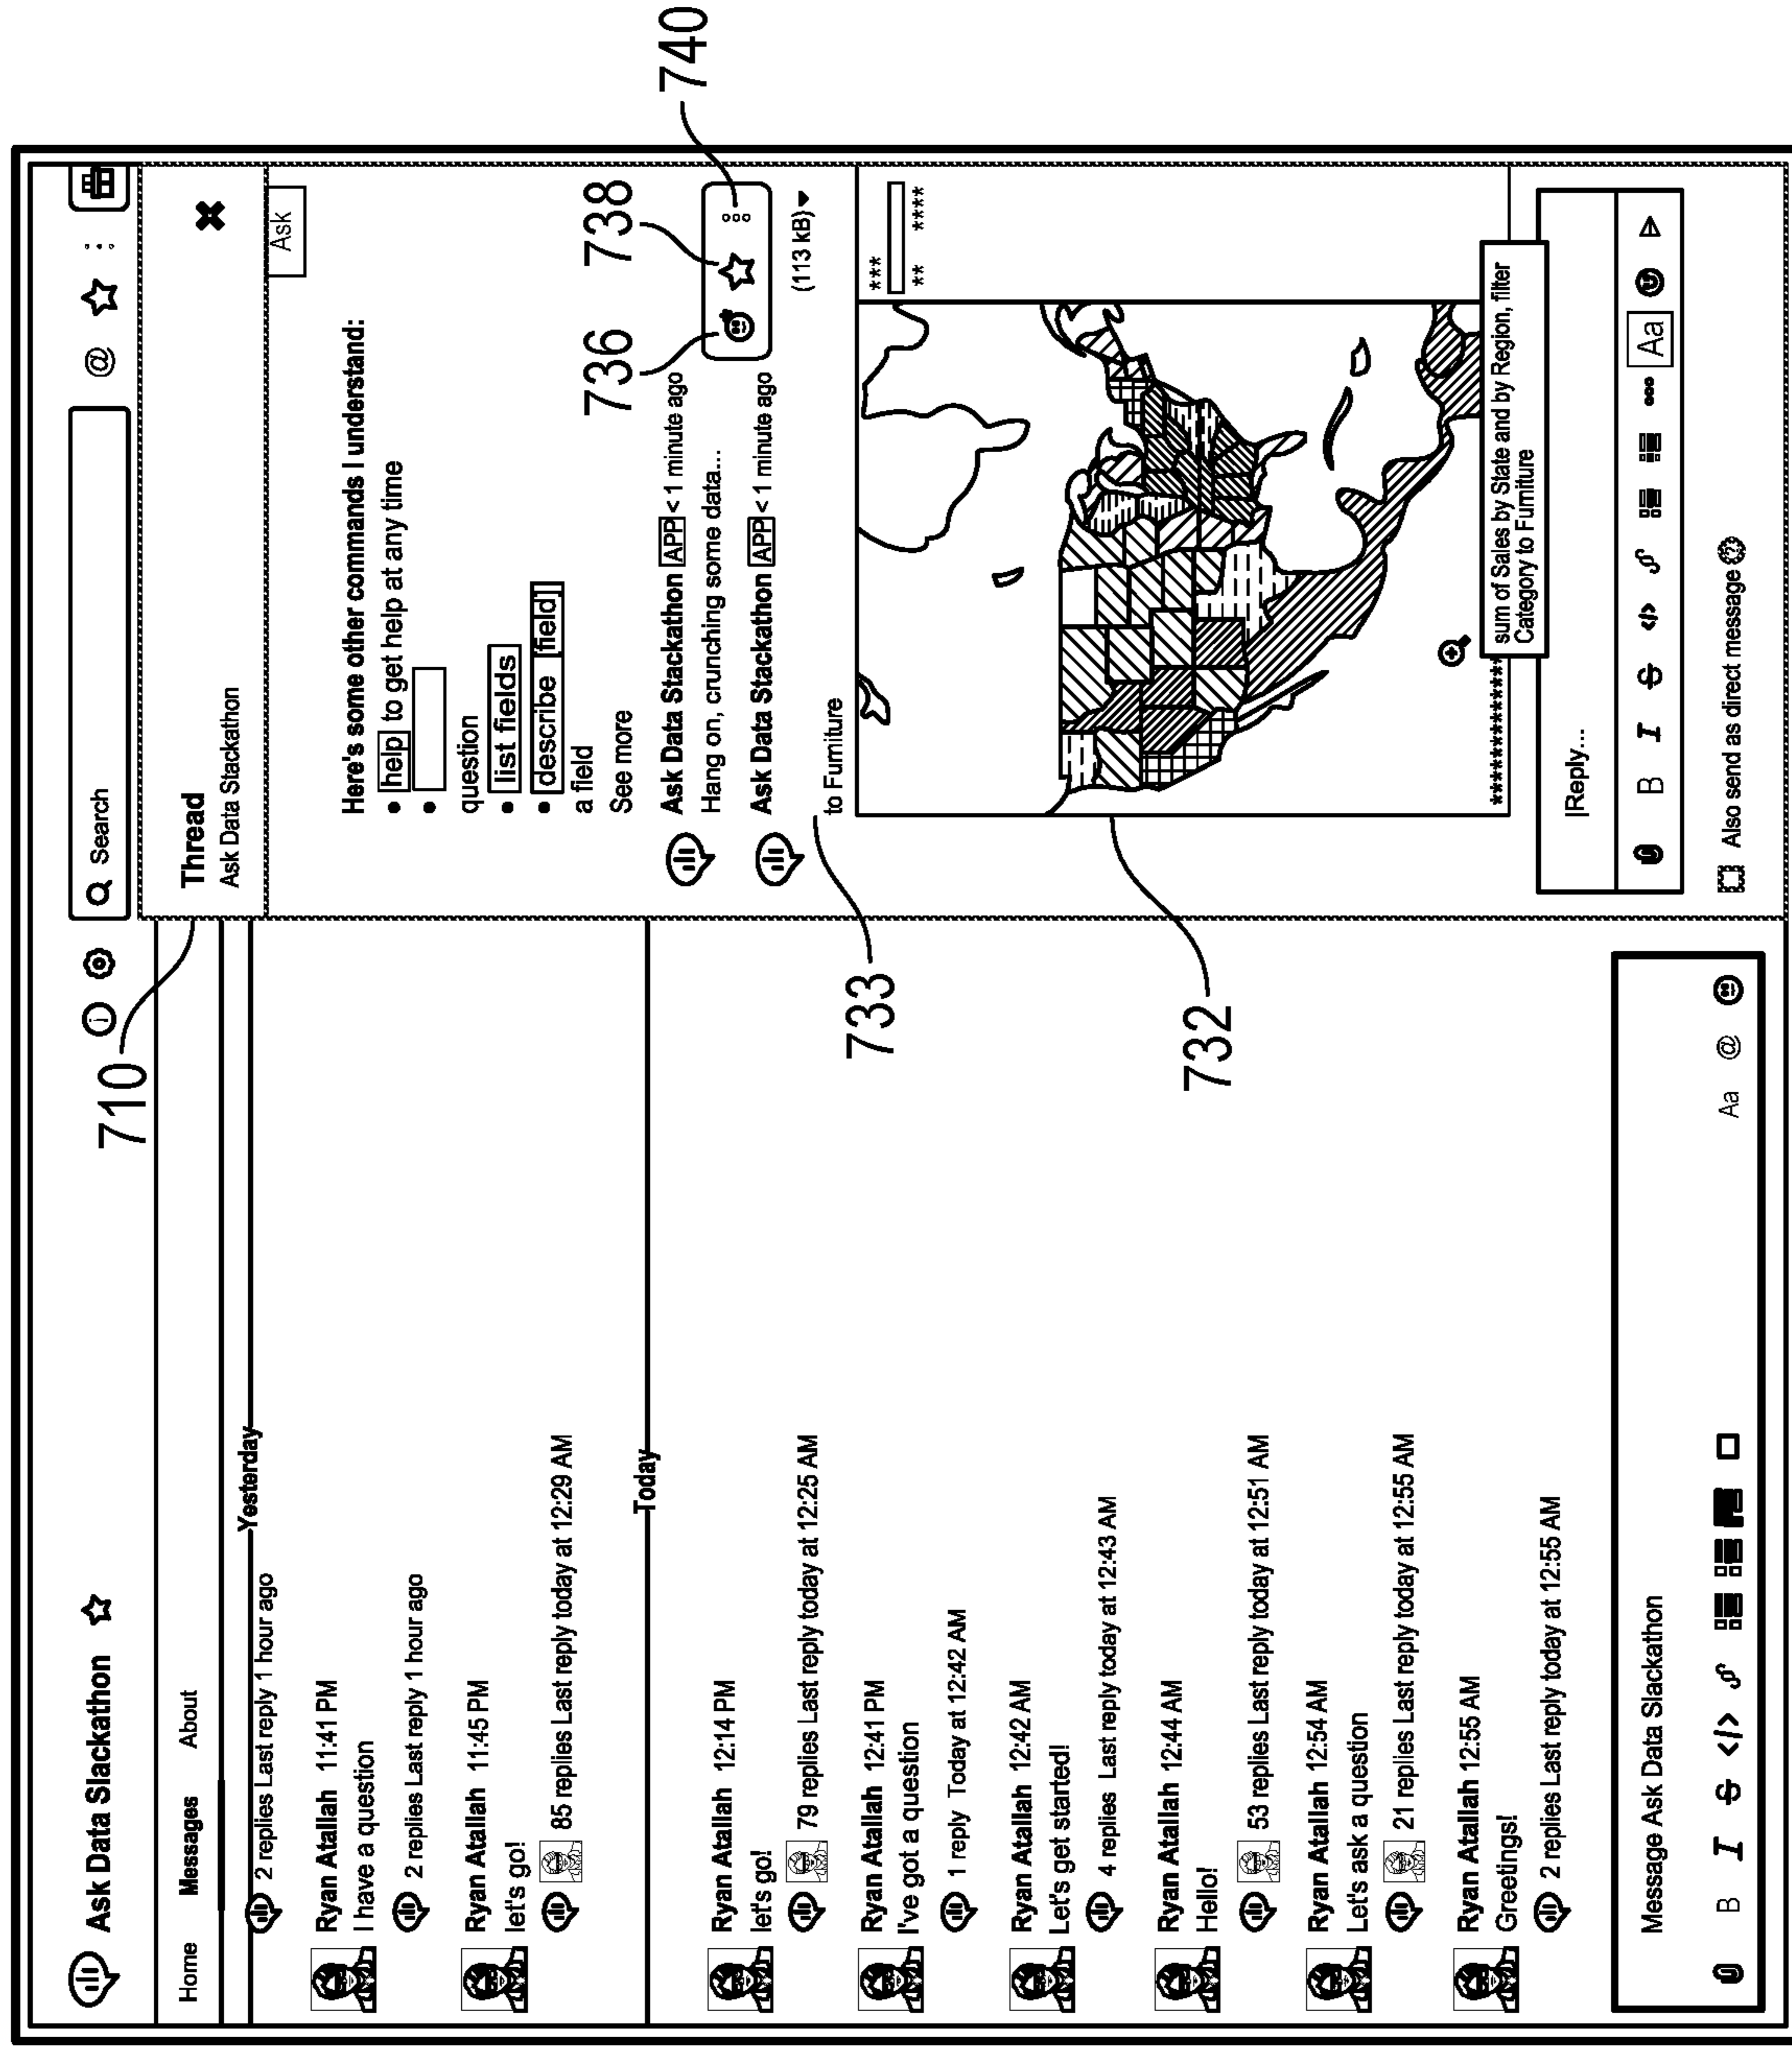 Ask Data Slackathon
Search
@
Home Messages About
710
Yesterday
2 replies Last reply 1 hour ago
Ryan Atallah 11:41 PM
I have a question
2 replies Last reply 1 hour ago
Ryan Atallah 11:45 PM
let's go!
85 replies Last reply today at 12:29 AM
Today
Ryan Atallah 12:14 PM
let's go!
79 replies Last reply today at 12:25 AM
Ryan Atallah 12:41 PM
I've got a question
1 reply Today at 12:42 AM
Ryan Atallah 12:42 AM
Let's get started!
4 replies Last reply today at 12:43 AM
Ryan Atallah 12:44 AM
Hello!
53 replies Last reply today at 12:51 AM
Ryan Atallah 12:54 AM
Let's ask a question
21 replies Last reply today at 12:55 AM
Ryan Atallah 12:55 AM
Greetings!
2 replies Last reply today at 12:55 AM
Message Ask Data Slackathon
B I S </> Aa @
Thread
Ask Data Stackathon
Ask
Here's some other commands I understand:
• help to get help at any time
•
question
• list fields
• describe [field]
a field
See more
736 738 740
Ask Data Stackathon APP < 1 minute ago
Hang on, crunching some data...
Ask Data Stackathon APP < 1 minute ago
733
to Furniture (113 kB)
732
***
** ****
************
sum of Sales by State and by Region, filter
Category to Furniture
Reply...
B I S </> Aa
Also send as direct message